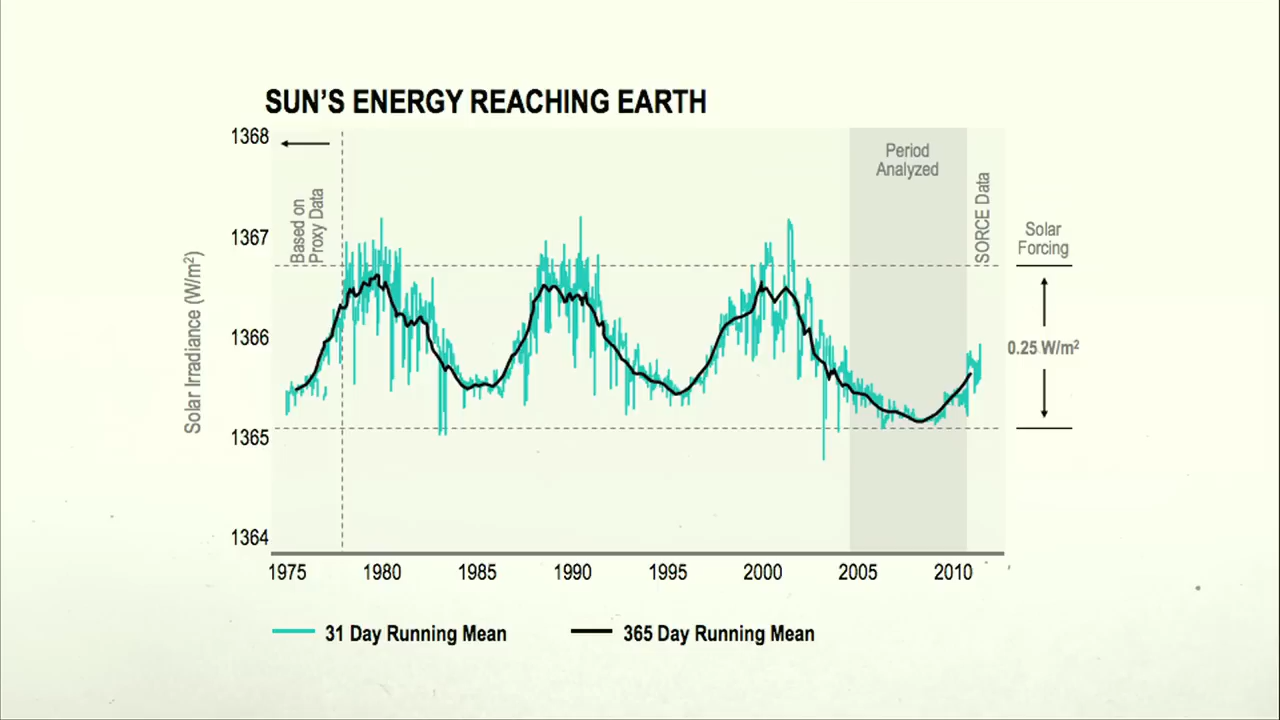 SUN'S ENERGY REACHING EARTH
1368
1367
1366
1365
1364
Solar Irradiance (W/m²)
Based on
Proxy Data
Period
Analyzed
SORCE Data
Solar
Forcing
0.25 W/m²
1975 1980 1985 1990 1995 2000 2005 2010
31 Day Running Mean 365 Day Running Mean